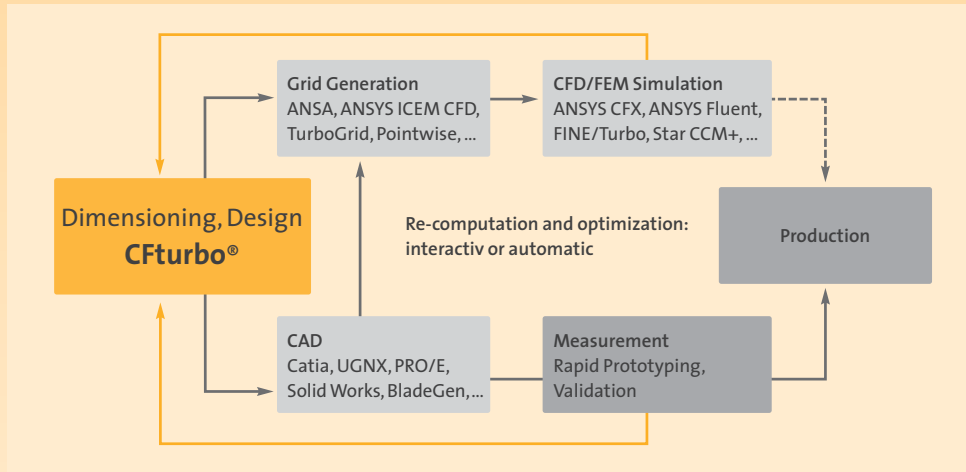 Grid Generation
ANSA, ANSYS ICEM CFD,
TurboGrid, Pointwise, ...
CFD/FEM Simulation
ANSYS CFX, ANSYS Fluent,
FINE/Turbo, Star CCM+, ...
Dimensioning, Design
CFturbo®
Re-computation and optimization:
interactiv or automatic
Production
CAD
Catia, UGNX, PRO/E,
Solid Works, BladeGen,...
Measurement
Rapid Prototyping,
Validation